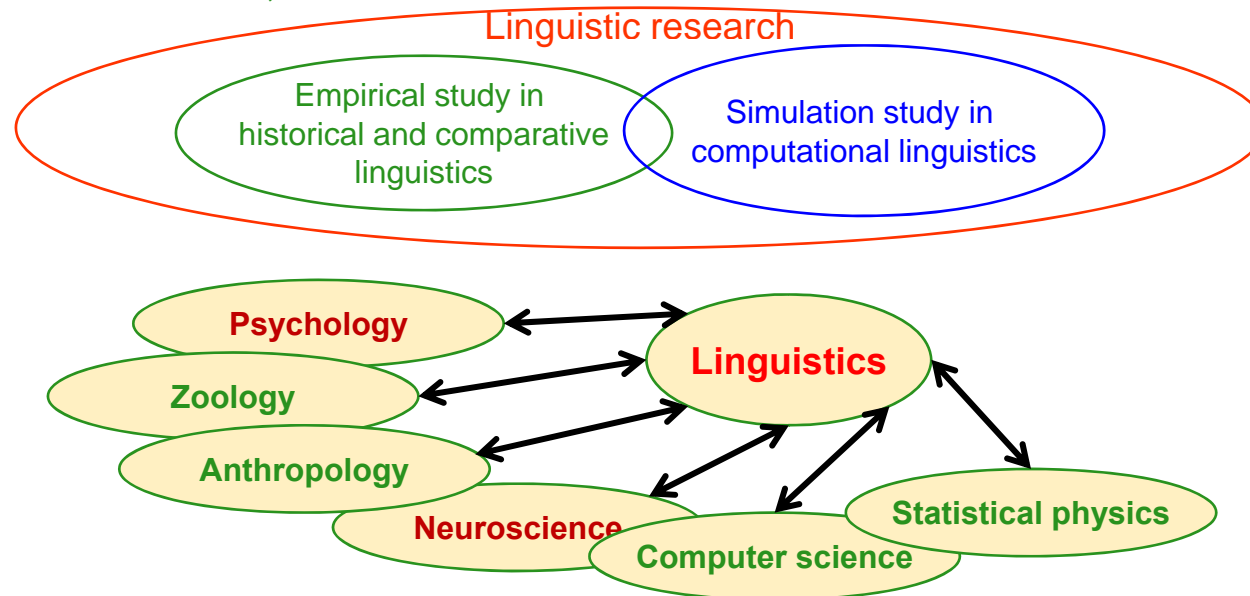 Linguistic research
Empirical study in
historical and comparative
linguistics
Simulation study in
computational linguistics
Psychology
Linguistics
Zoology
Anthropology
Neuroscience
Statistical physics
Computer science